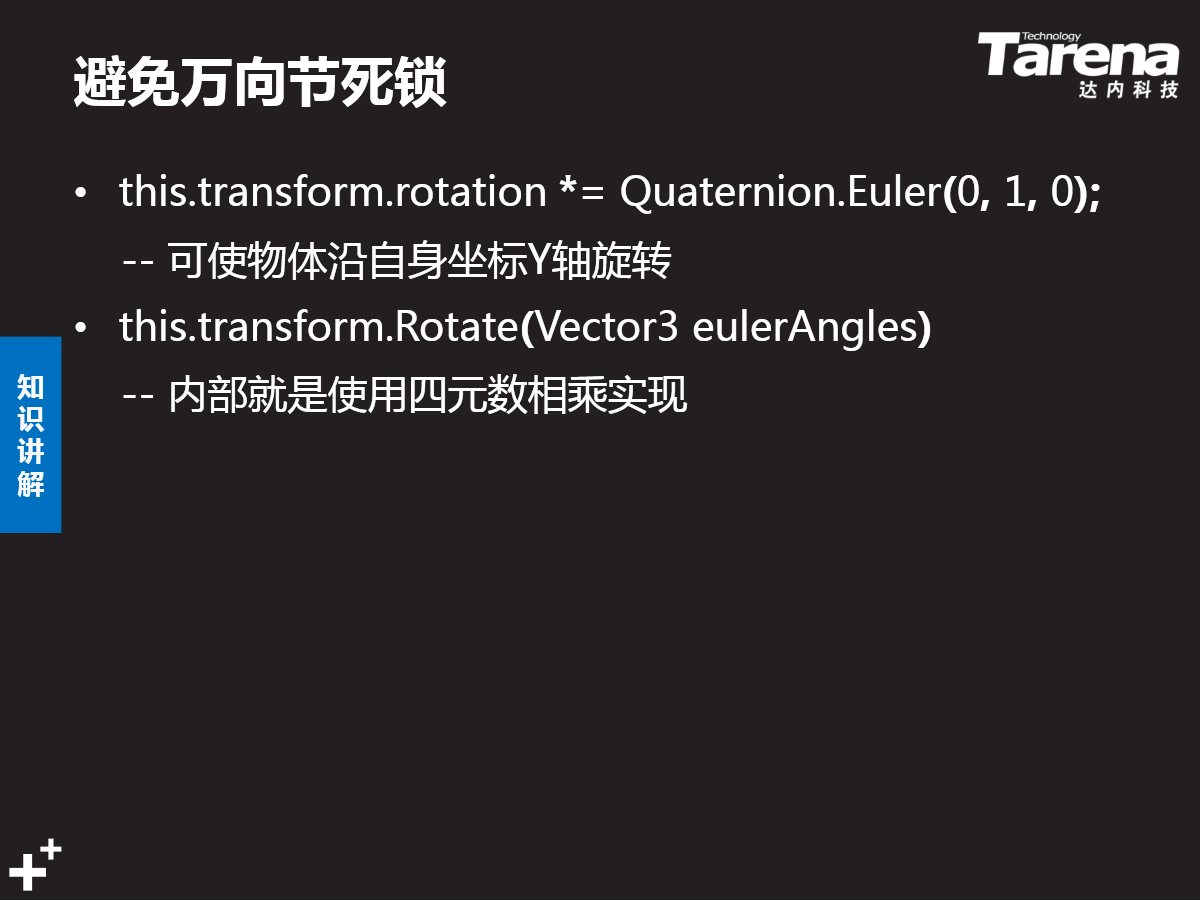 避免万向节死锁
Technology
Tarena
达内科技
• this.transform.rotation *= Quaternion.Euler(0, 1, 0);
-- 可使物体沿自身坐标Y轴旋转
• this.transform.Rotate(Vector3 eulerAngles)
-- 内部就是使用四元数相乘实现
知
识
讲
解